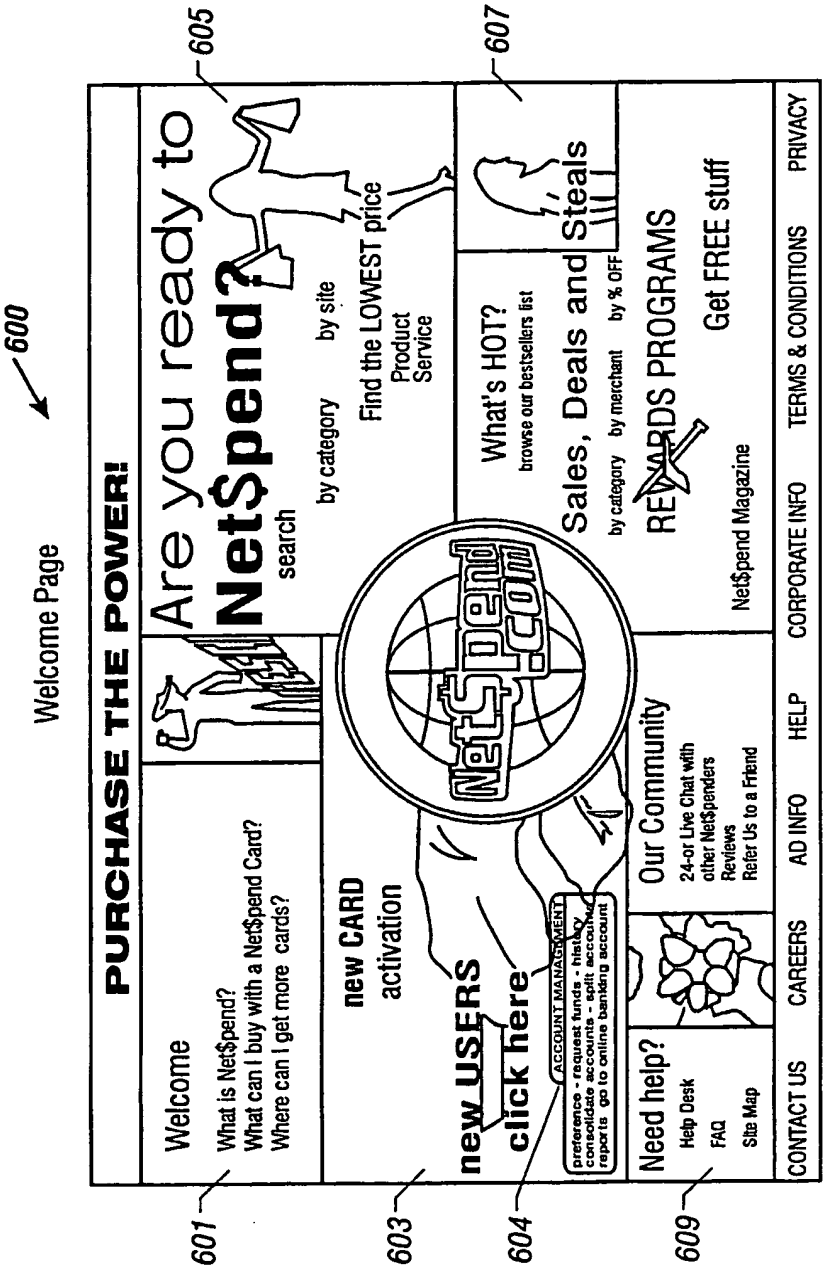 600
Welcome Page
PURCHASE THE POWER!
601
Welcome
What is Net$pend?
What can I buy with a Net$pend Card?
Where can I get more cards?
605
Are you ready to
Net$pend?
search
by category by site
Find the LOWEST price
Product
Service
603
new CARD
activation
new USERS
click here
604
ACCOUNT MANAGEMENT
preference - request funds - history
consolidate accounts - split accounts
reports go to online banking account
Net$pend
.com
607
What's HOT?
browse our bestsellers list
Sales, Deals and Steals
by category by merchant by % OFF
REWARDS PROGRAMS
Get FREE stuff
Net$pend Magazine
609
Need help?
Help Desk
FAQ
Site Map
Our Community
24-or Live Chat with
other Net$penders
Reviews
Refer Us to a Friend
CONTACT US CAREERS AD INFO HELP CORPORATE INFO TERMS & CONDITIONS PRIVACY